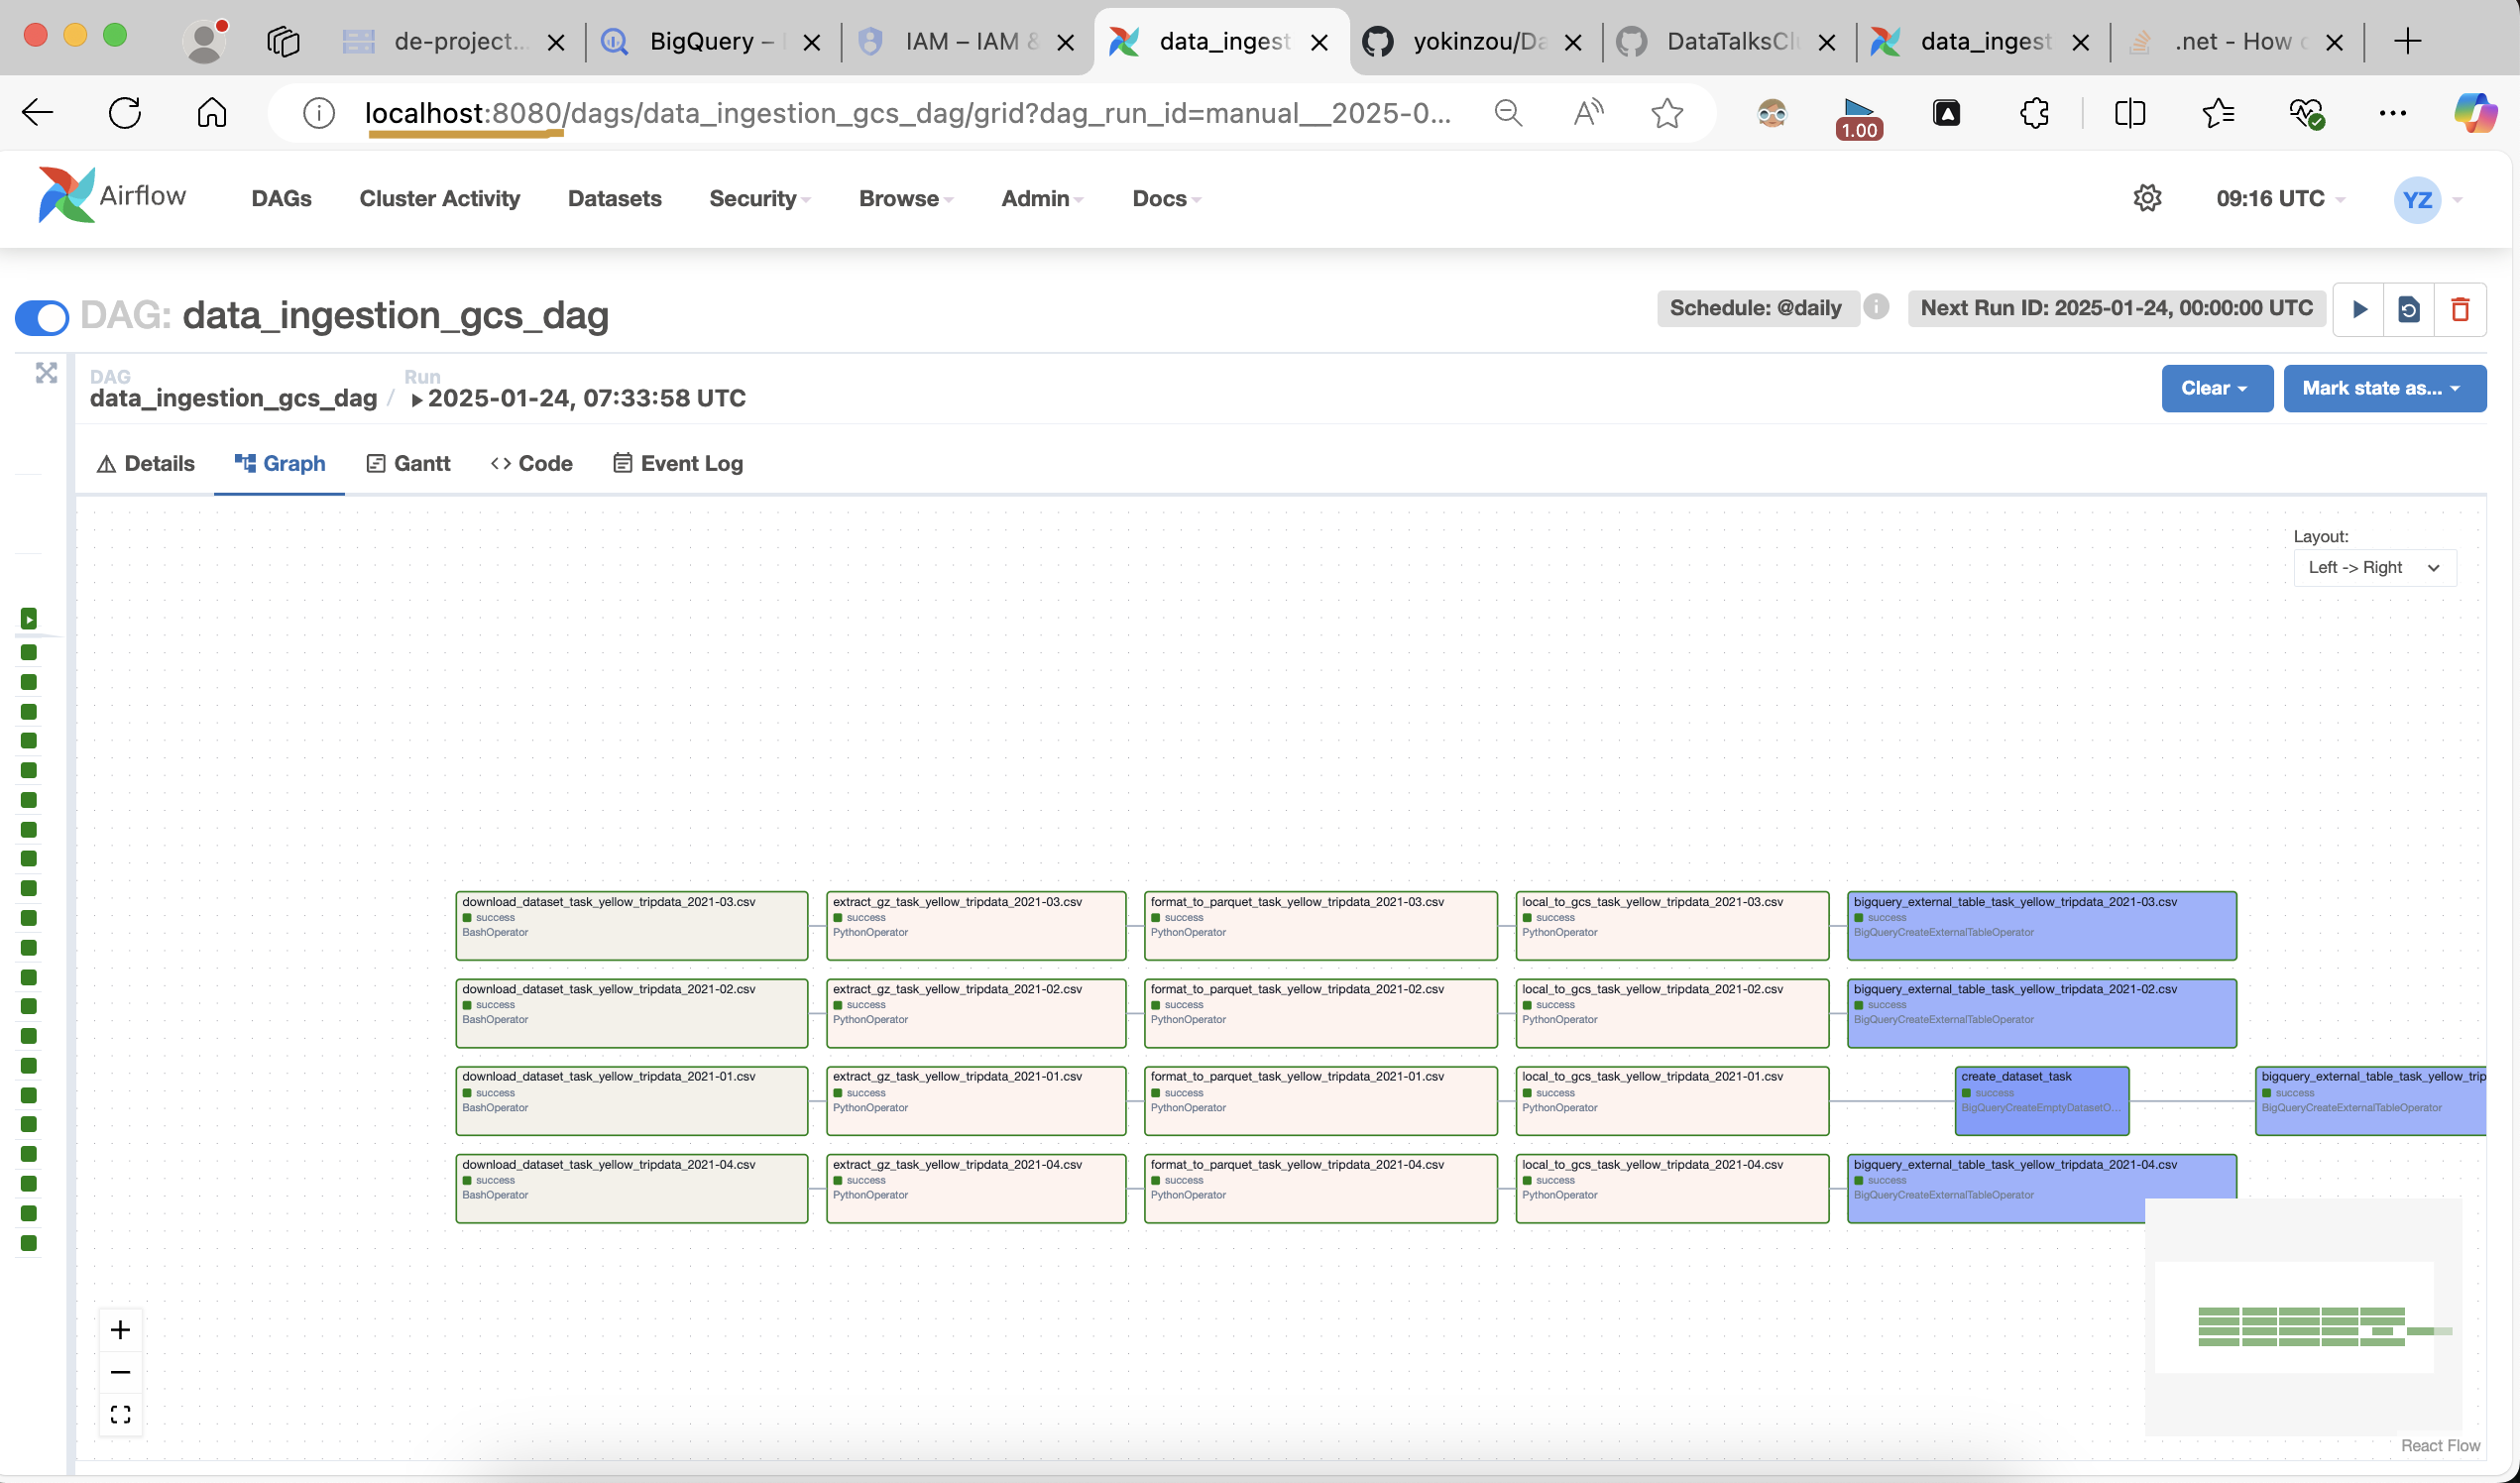 de-project...
BigQuery –
IAM – IAM &
data_ingest
yokinzou/Da
DataTalksClu
data_ingest
.net - How
localhost:8080/dags/data_ingestion_gcs_dag/grid?dag_run_id=manual__2025-0...
1.00
Airflow
DAGs
Cluster Activity
Datasets
Security
Browse
Admin
Docs
09:16 UTC
YZ
DAG: data_ingestion_gcs_dag
Schedule: @daily
Next Run ID: 2025-01-24, 00:00:00 UTC
DAG
data_ingestion_gcs_dag /
Run
2025-01-24, 07:33:58 UTC
Clear
Mark state as...
Details
Graph
Gantt
<> Code
Event Log
Layout:
Left -> Right
download_dataset_task_yellow_tripdata_2021-03.csv
success
BashOperator
extract_gz_task_yellow_tripdata_2021-03.csv
success
PythonOperator
format_to_parquet_task_yellow_tripdata_2021-03.csv
success
PythonOperator
local_to_gcs_task_yellow_tripdata_2021-03.csv
success
PythonOperator
bigquery_external_table_task_yellow_tripdata_2021-03.csv
success
BigQueryCreateExternalTableOperator
download_dataset_task_yellow_tripdata_2021-02.csv
success
BashOperator
extract_gz_task_yellow_tripdata_2021-02.csv
success
PythonOperator
format_to_parquet_task_yellow_tripdata_2021-02.csv
success
PythonOperator
local_to_gcs_task_yellow_tripdata_2021-02.csv
success
PythonOperator
bigquery_external_table_task_yellow_tripdata_2021-02.csv
success
BigQueryCreateExternalTableOperator
download_dataset_task_yellow_tripdata_2021-01.csv
success
BashOperator
extract_gz_task_yellow_tripdata_2021-01.csv
success
PythonOperator
format_to_parquet_task_yellow_tripdata_2021-01.csv
success
PythonOperator
local_to_gcs_task_yellow_tripdata_2021-01.csv
success
PythonOperator
create_dataset_task
success
BigQueryCreateEmptyDatasetO...
bigquery_external_table_task_yellow_trip
success
BigQueryCreateExternalTableOperator
download_dataset_task_yellow_tripdata_2021-04.csv
success
BashOperator
extract_gz_task_yellow_tripdata_2021-04.csv
success
PythonOperator
format_to_parquet_task_yellow_tripdata_2021-04.csv
success
PythonOperator
local_to_gcs_task_yellow_tripdata_2021-04.csv
success
PythonOperator
bigquery_external_table_task_yellow_tripdata_2021-04.csv
success
BigQueryCreateExternalTableOperator
React Flow